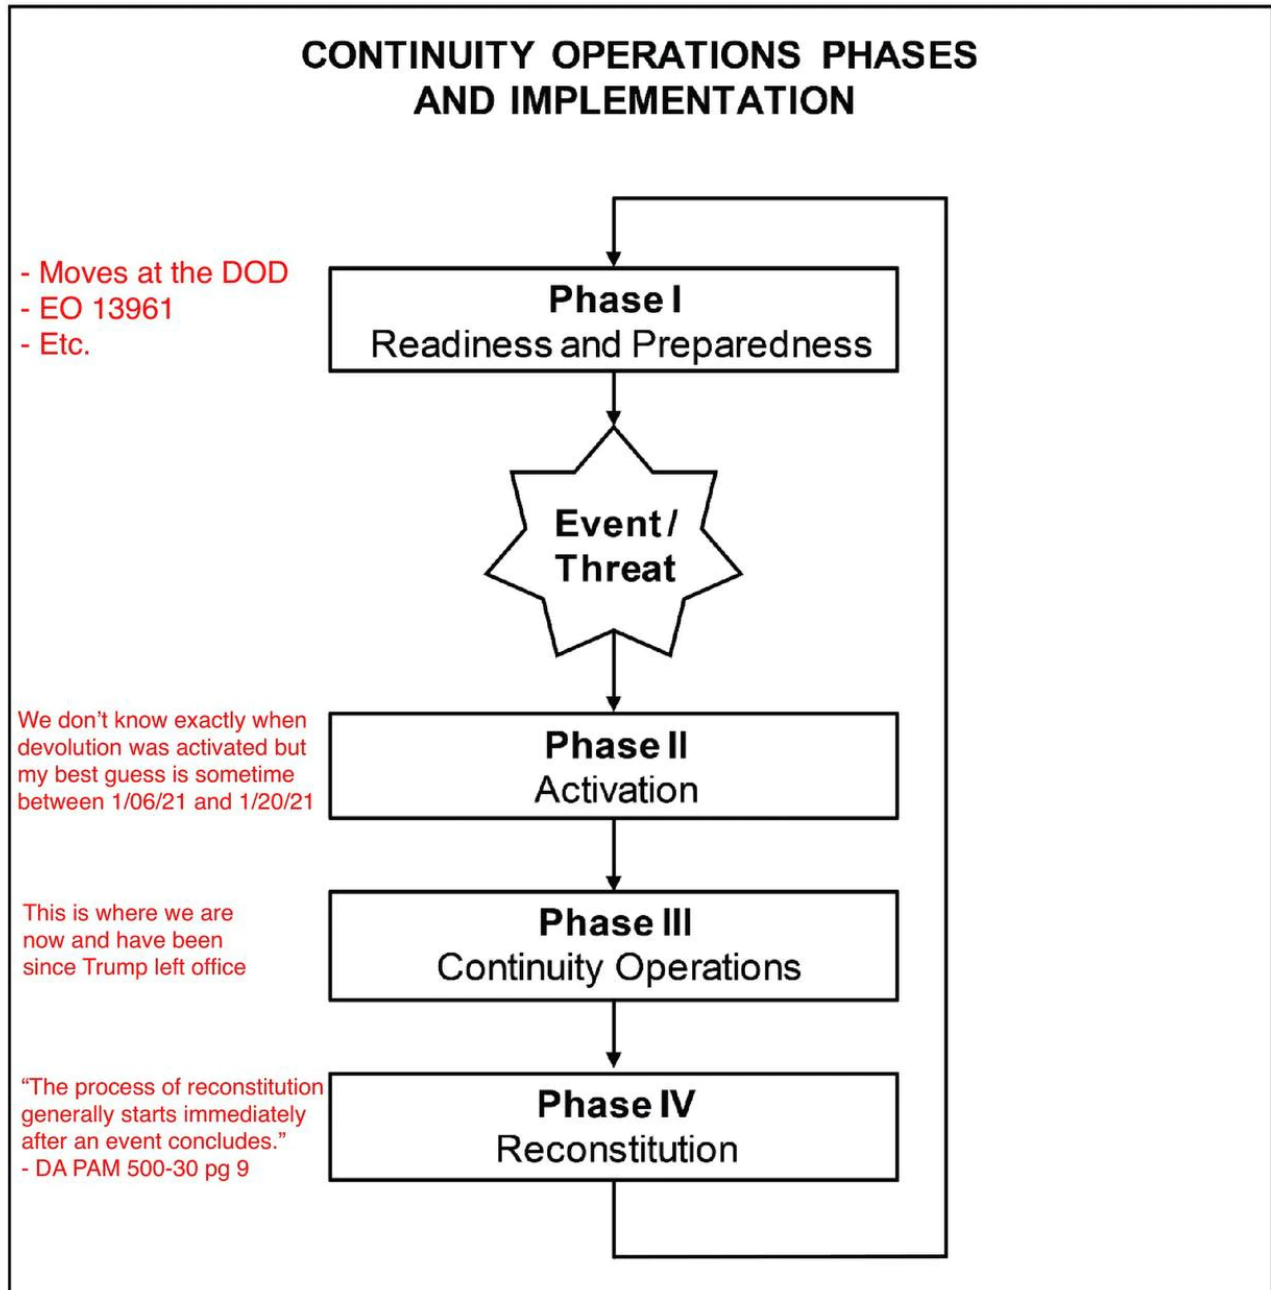 CONTINUITY OPERATIONS PHASES
AND IMPLEMENTATION
- Moves at the DOD
- EO 13961
- Etc.
Phase I
Readiness and Preparedness
Event /
Threat
We don't know exactly when
devolution was activated but
my best guess is sometime
between 1/06/21 and 1/20/21
Phase II
Activation
This is where we are
now and have been
since Trump left office
Phase III
Continuity Operations
“The process of reconstitution
generally starts immediately
after an event concludes.”
- DA PAM 500-30 pg 9
Phase IV
Reconstitution